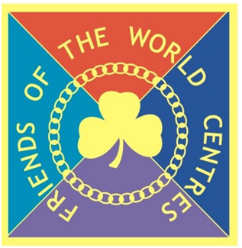 FRIENDS OF THE WORLD CENTRES